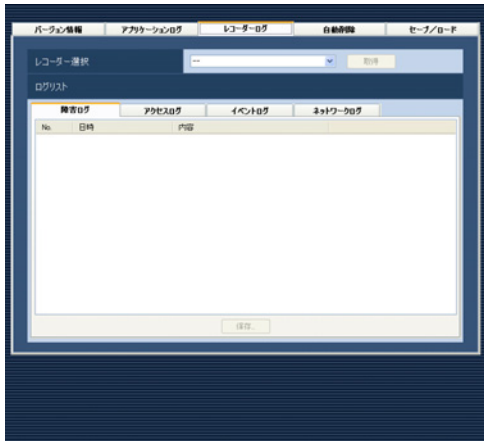 バージョン情報 アプリケーションログ レコーダーログ 自動削除 セーブ/ロード
レコーダー選択 -- 取得
ログリスト
障害ログ アクセスログ イベントログ ネットワークログ
No. 日時 内容
保存...